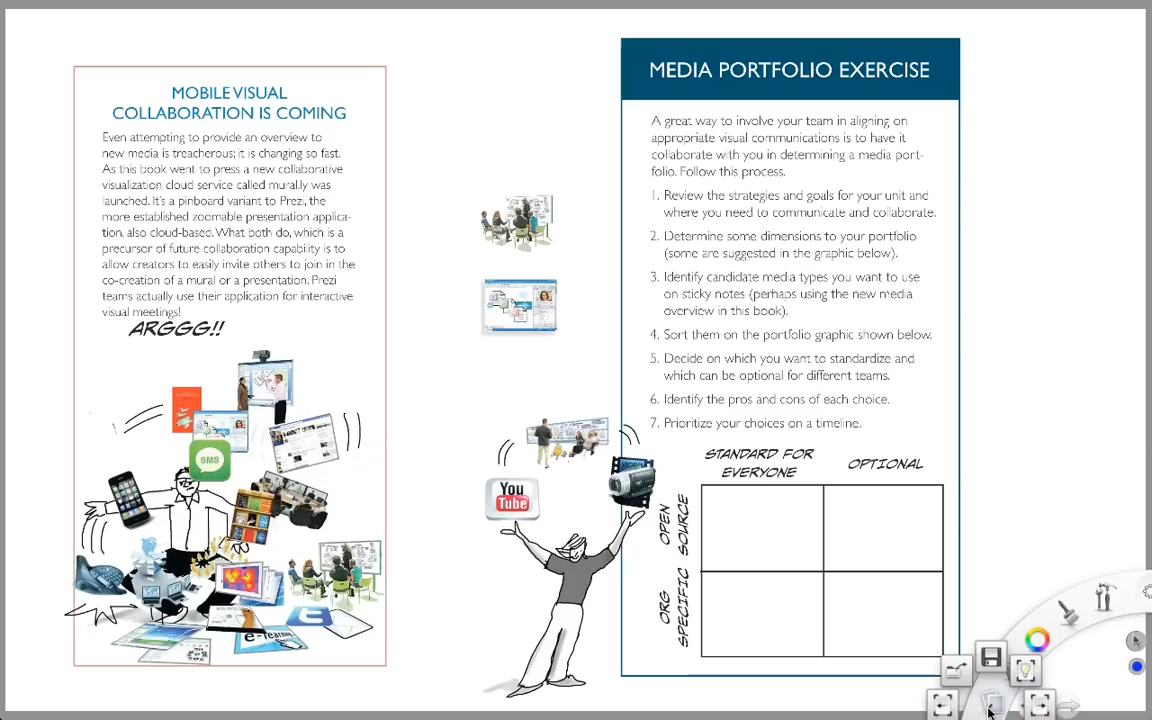 MOBILE VISUAL
COLLABORATION IS COMING
Even attempting to provide an overview to
new media is treacherous; it is changing so fast.
As this book went to press a new collaborative
visualization cloud service called mural.ly was
launched. It's a pinboard variant to Prezi, the
more established zoomable presentation applica-
tion, also cloud-based. What both do, which is a
precursor of future collaboration capability is to
allow creators to easily invite others to join in the
co-creation of a mural or a presentation. Prezi
teams actually use their application for interactive
visual meetings!
ARGGG!!
SMS
e-learning
You
Tube
VIDEO
MEDIA PORTFOLIO EXERCISE
A great way to involve your team in aligning on
appropriate visual communications is to have it
collaborate with you in determining a media port-
folio. Follow this process.
1. Review the strategies and goals for your unit and
where you need to communicate and collaborate.
2. Determine some dimensions to your portfolio
(some are suggested in the graphic below).
3. Identify candidate media types you want to use
on sticky notes (perhaps using the new media
overview in this book).
4. Sort them on the portfolio graphic shown below.
5. Decide on which you want to standardize and
which can be optional for different teams.
6. Identify the pros and cons of each choice.
7. Prioritize your choices on a timeline.
STANDARD FOR
EVERYONE
OPTIONAL
OPEN
SOURCE
ORG
SPECIFIC